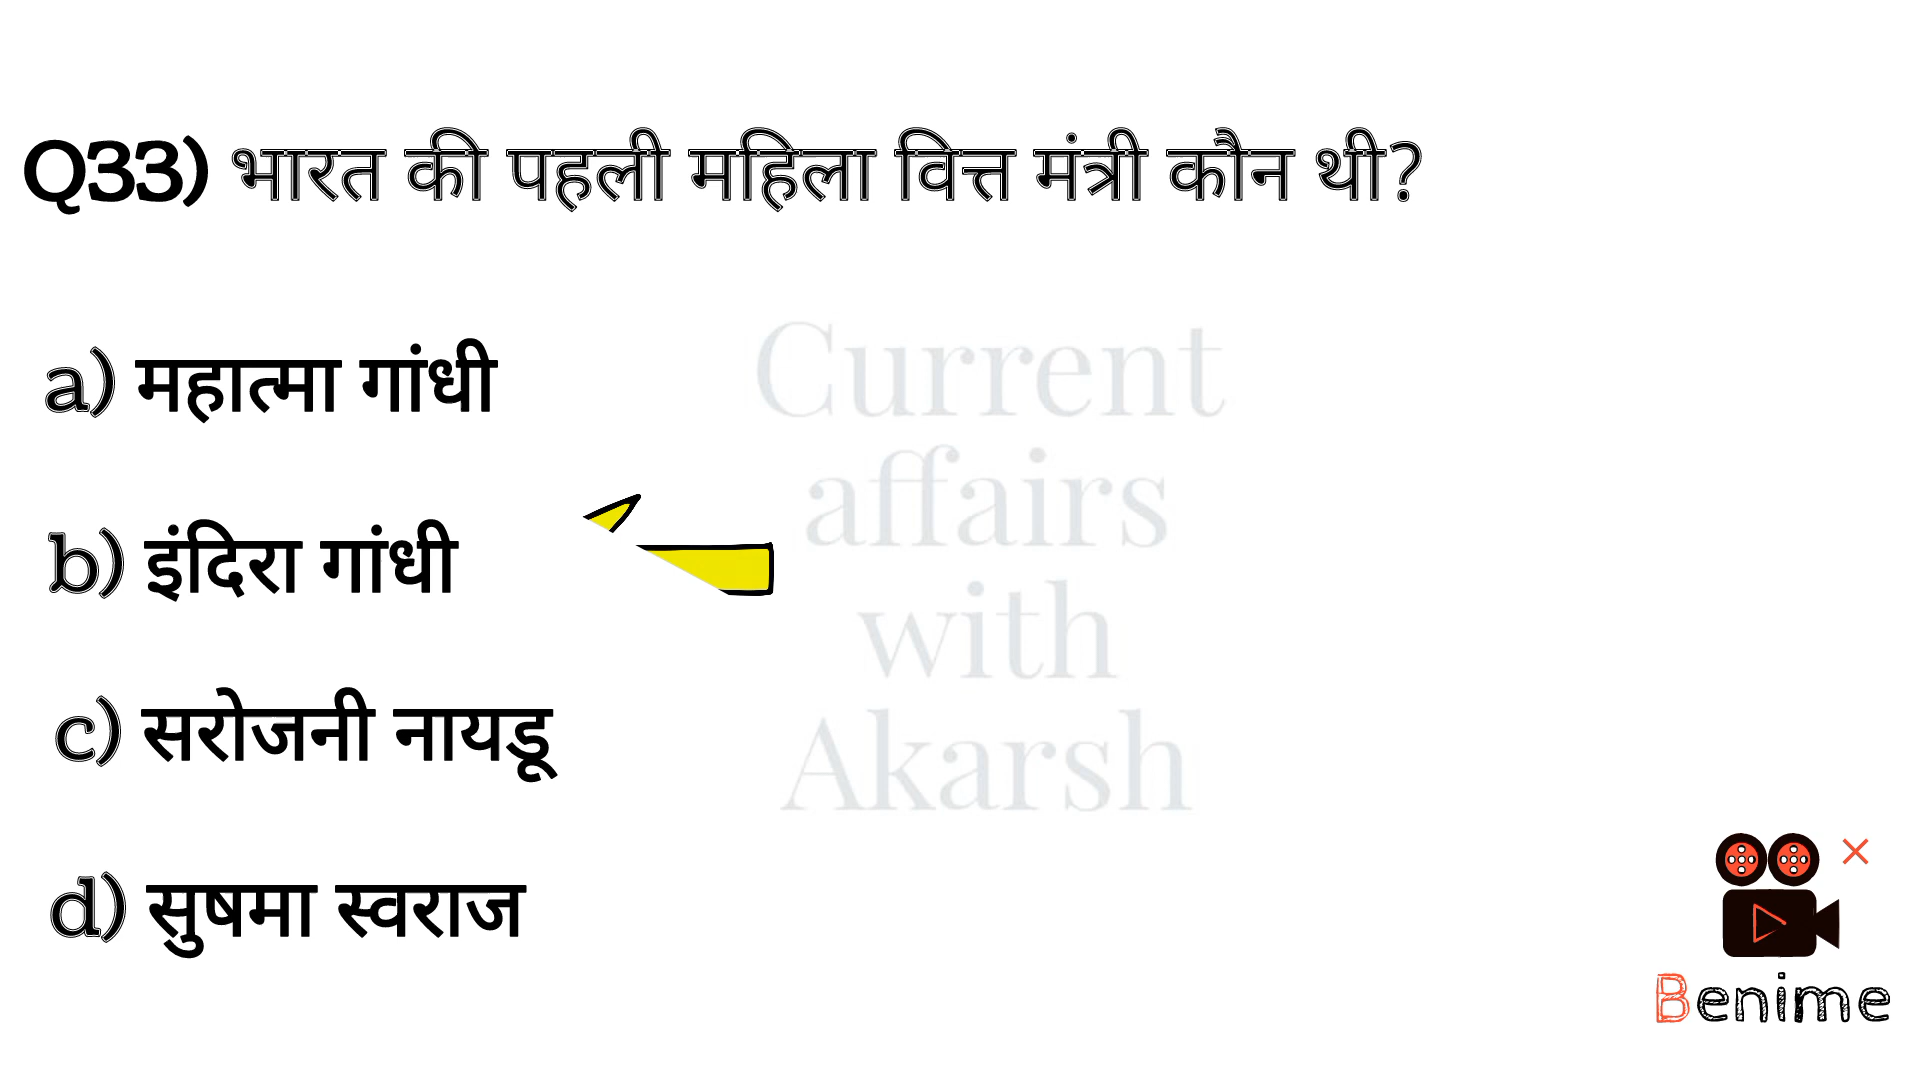 Q33) भारत की पहली महिला वित्त मंत्री कौन थी?
a) महात्मा गांधी
b) इंदिरा गांधी
c) सरोजनी नायडू
d) सुषमा स्वराज
Current
affairs
with
Akarsh
Benime